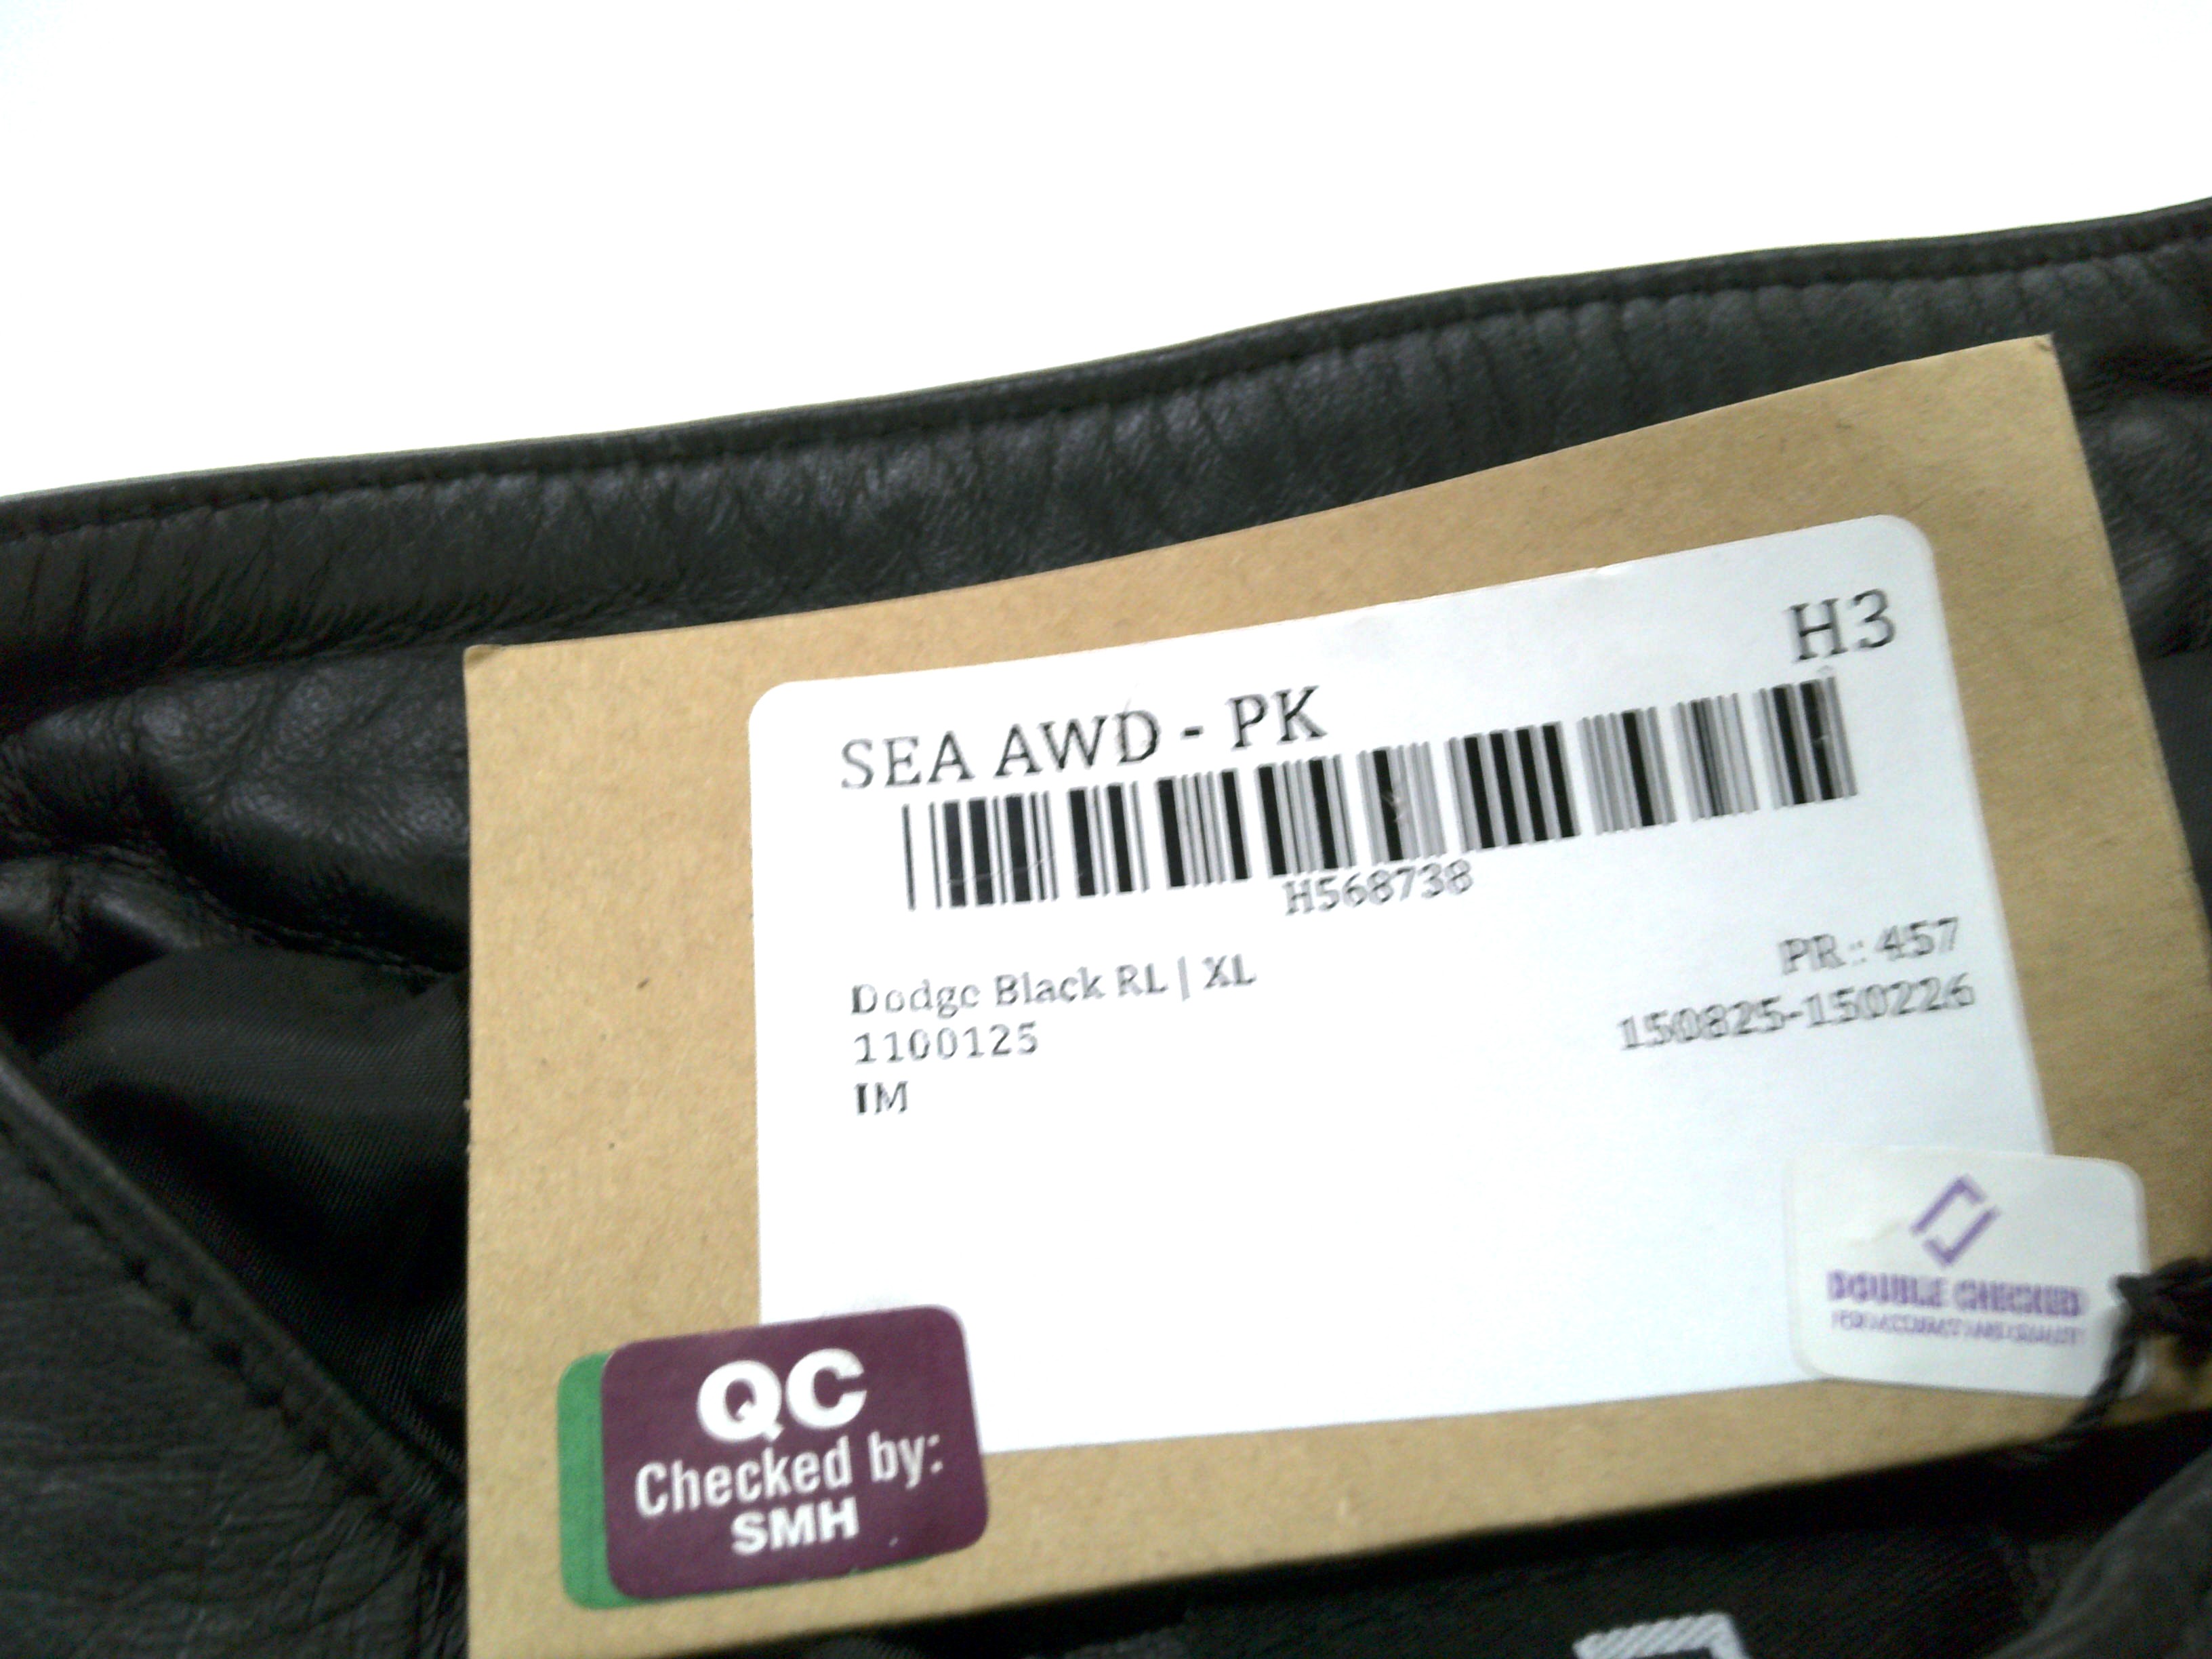 H3
SEA AWD - PK
H568738
Dodge Black RL | XL
PR : 457
1100125
150825-150226
IM
DOUBLE CHECKED
QC
Checked by:
SMH